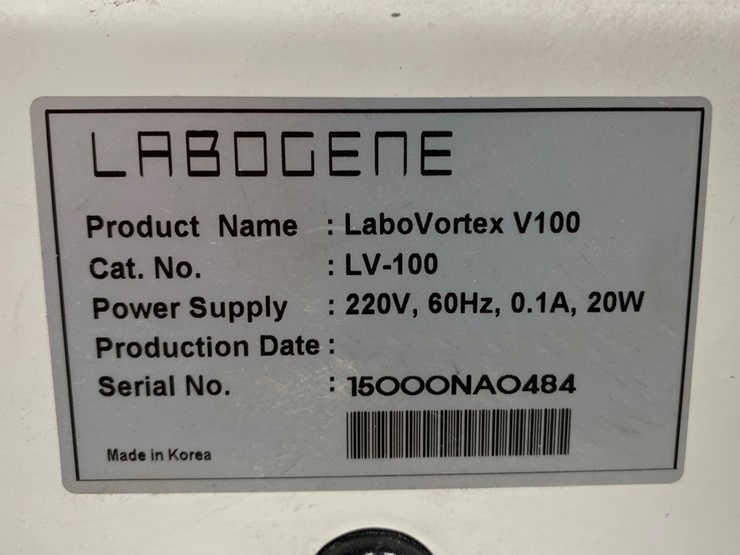 LABOGENE
Product Name : LaboVortex V100
Cat. No. : LV-100
Power Supply : 220V, 60Hz, 0.1A, 20W
Production Date :
Serial No. : 15000NA0484
Made in Korea